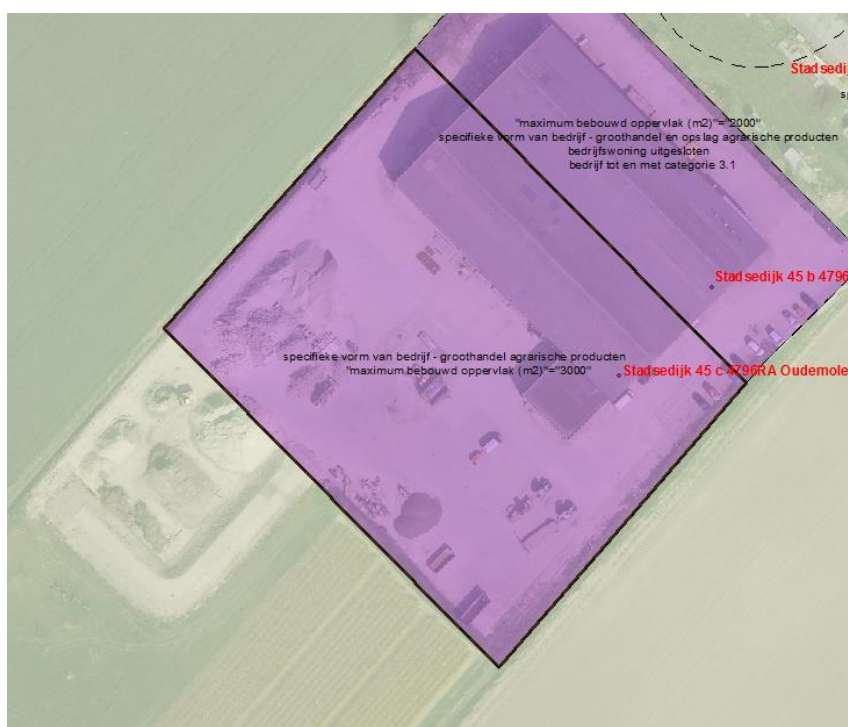 Stadsedij
"maximum bebouwd oppervlak (m2)"="2000"
specifieke vorm van bedrijf - groothandel en opslag agrarische producten
bedrijfswoning uitgesloten
bedrijf tot en met categorie 3.1
Stadsedijk 45 b 4796
specifieke vorm van bedrijf - groothandel agrarische producten
"maximum bebouwd oppervlak (m2)"="3000"
Stadsedijk 45 c 4796RA Oudemole